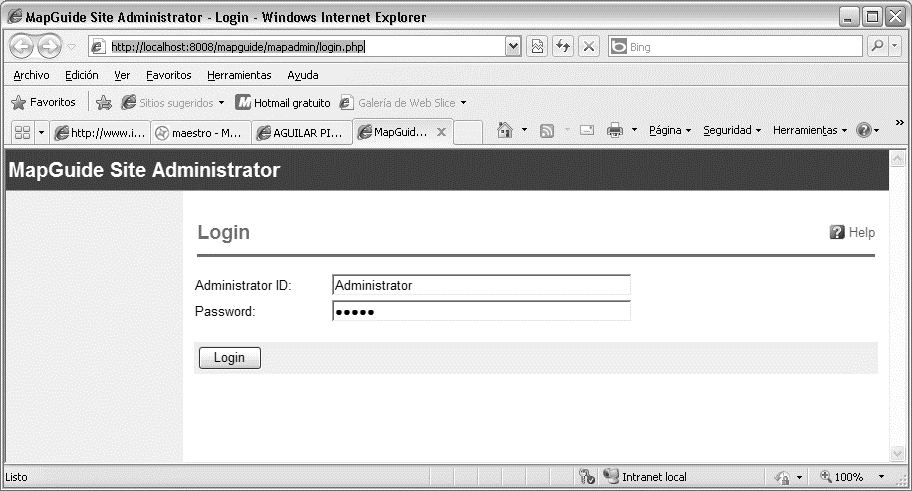 MapGuide Site Administrator - Login - Windows Internet Explorer
http://localhost:8008/mapguide/mapadmin/login.php
Bing
Archivo Edición Ver Favoritos Herramientas Ayuda
Favoritos Sitios sugeridos Hotmail gratuito Galería de Web Slice
http://www.i... maestro - M... AGUILAR PI... MapGuid... Página Seguridad Herramientas »
MapGuide Site Administrator
Login Help
Administrator ID: Administrator
Password: •••••
Login
Listo Intranet local 100%